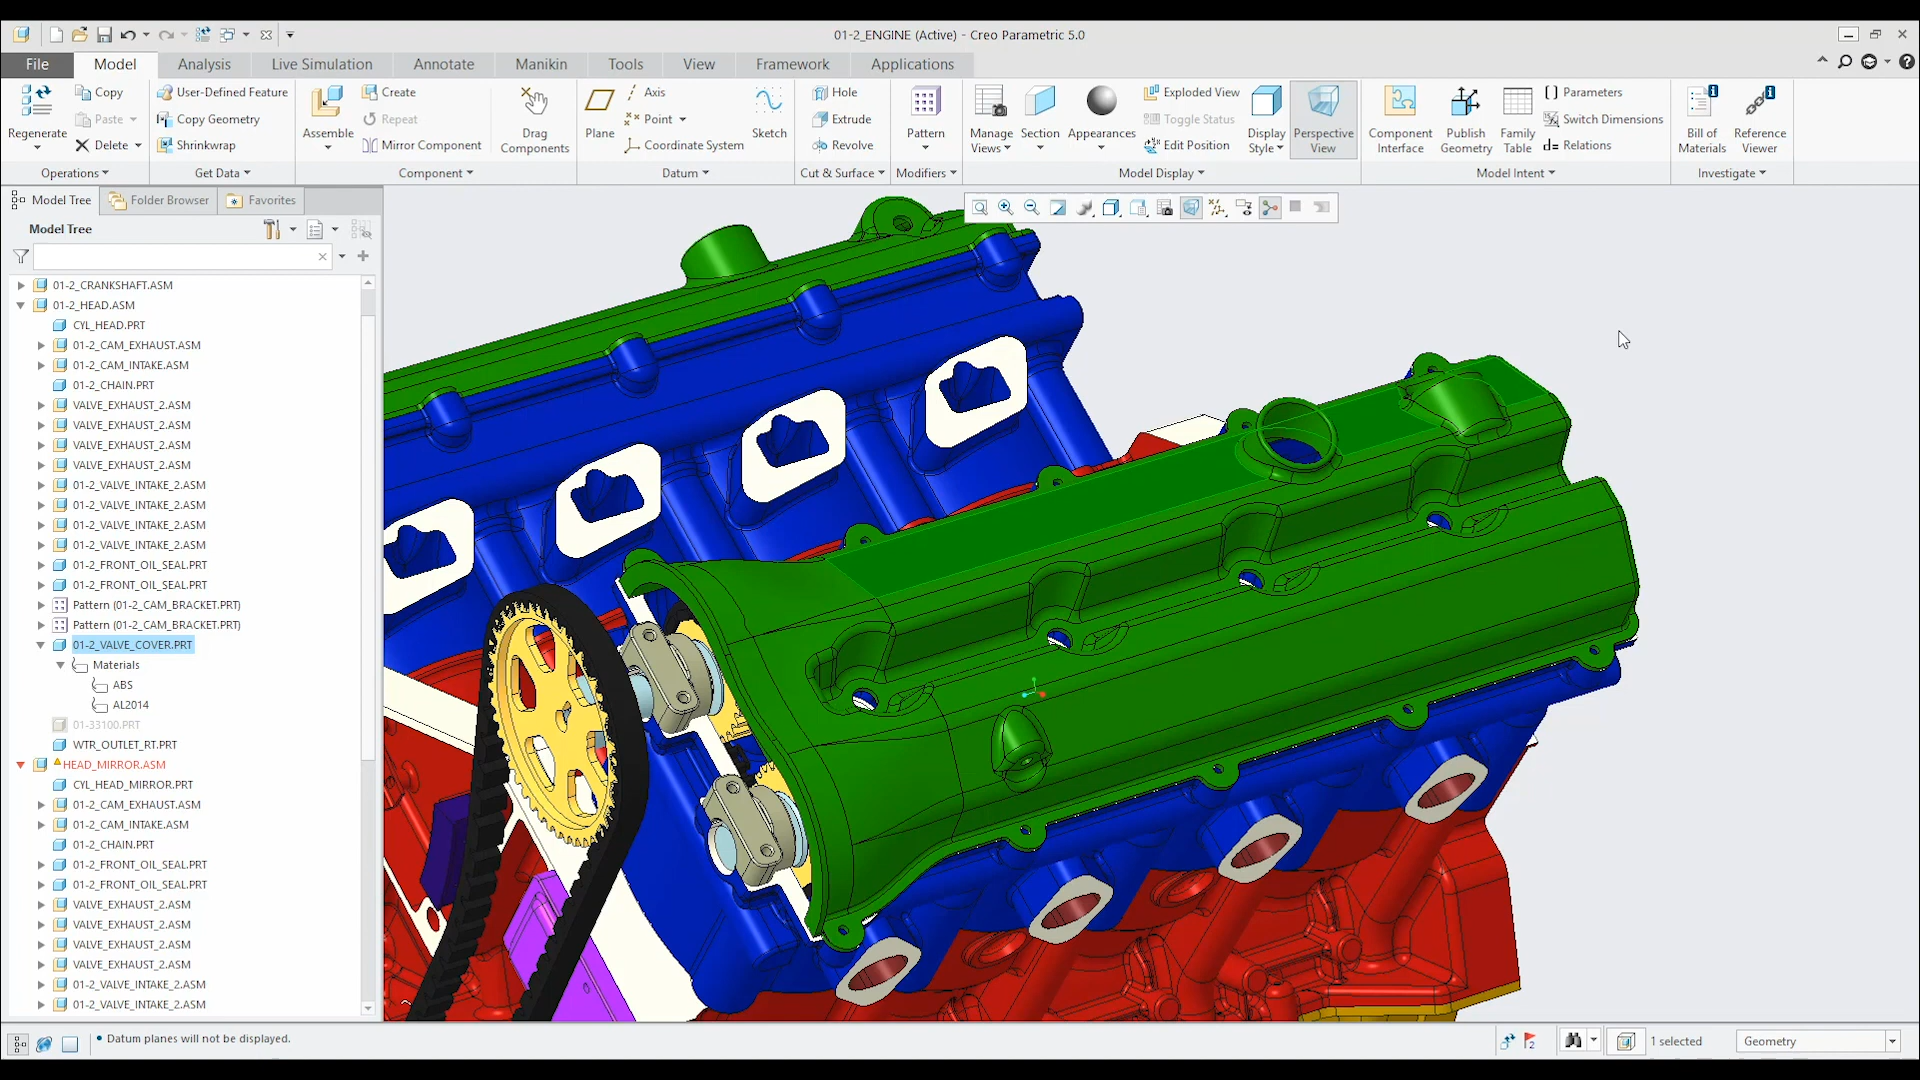 01-2_ENGINE (Active) - Creo Parametric 5.0
File Model Analysis Live Simulation Annotate Manikin Tools View Framework Applications
Regenerate
Copy
Paste
Delete
Operations
User-Defined Feature
Copy Geometry
Shrinkwrap
Get Data
Assemble
Create
Repeat
Mirror Component
Drag Components
Component
Plane
Axis
Point
Coordinate System
Sketch
Datum
Hole
Extrude
Revolve
Cut & Surface
Pattern
Modifiers
Manage Views
Section
Appearances
Exploded View
Toggle Status
Edit Position
Display Style
Perspective View
Model Display
Component Interface
Publish Geometry
Family Table
Parameters
Switch Dimensions
d= Relations
Model Intent
Bill of Materials
Reference Viewer
Investigate
Model Tree Folder Browser Favorites
Model Tree
01-2_CRANKSHAFT.ASM
01-2_HEAD.ASM
CYL_HEAD.PRT
01-2_CAM_EXHAUST.ASM
01-2_CAM_INTAKE.ASM
01-2_CHAIN.PRT
VALVE_EXHAUST_2.ASM
VALVE_EXHAUST_2.ASM
VALVE_EXHAUST_2.ASM
VALVE_EXHAUST_2.ASM
01-2_VALVE_INTAKE_2.ASM
01-2_VALVE_INTAKE_2.ASM
01-2_VALVE_INTAKE_2.ASM
01-2_VALVE_INTAKE_2.ASM
01-2_FRONT_OIL_SEAL.PRT
01-2_FRONT_OIL_SEAL.PRT
Pattern (01-2_CAM_BRACKET.PRT)
Pattern (01-2_CAM_BRACKET.PRT)
01-2_VALVE_COVER.PRT
Materials
ABS
AL2014
01-33100.PRT
WTR_OUTLET_RT.PRT
HEAD_MIRROR.ASM
CYL_HEAD_MIRROR.PRT
01-2_CAM_EXHAUST.ASM
01-2_CAM_INTAKE.ASM
01-2_CHAIN.PRT
01-2_FRONT_OIL_SEAL.PRT
01-2_FRONT_OIL_SEAL.PRT
VALVE_EXHAUST_2.ASM
VALVE_EXHAUST_2.ASM
VALVE_EXHAUST_2.ASM
VALVE_EXHAUST_2.ASM
01-2_VALVE_INTAKE_2.ASM
01-2_VALVE_INTAKE_2.ASM
• Datum planes will not be displayed.
2
1 selected
Geometry